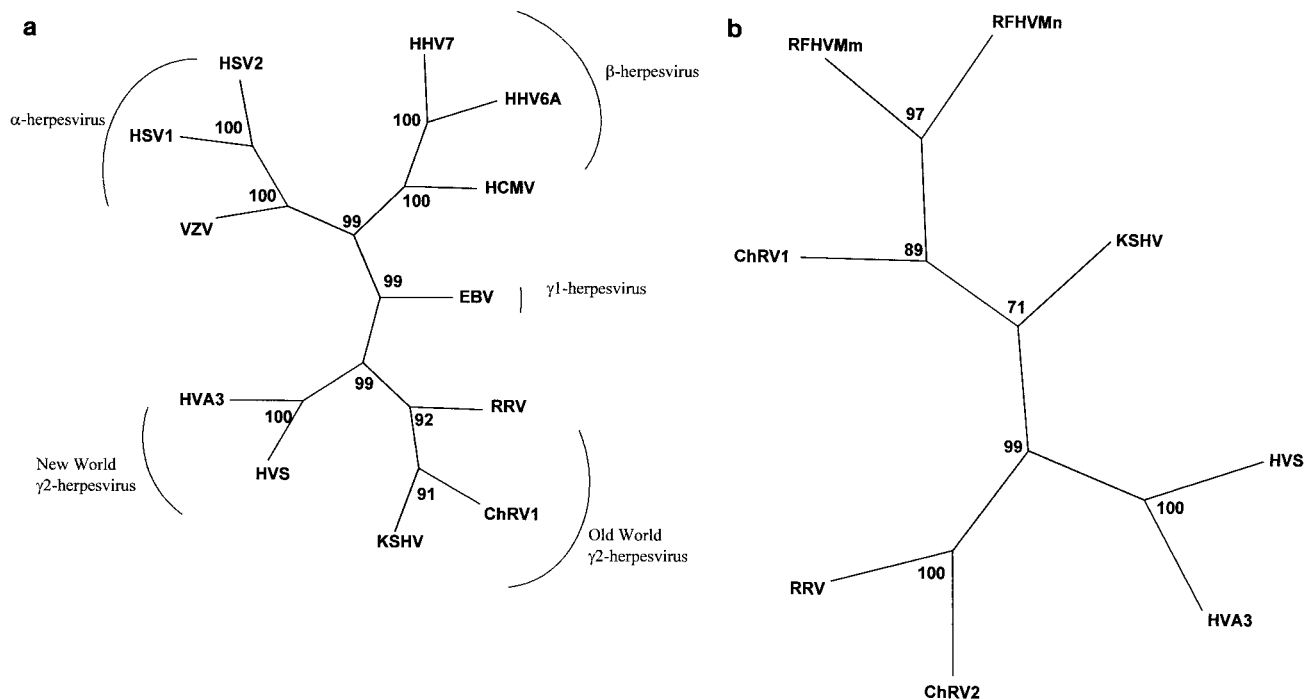 a
HSV2
HHV7
β-herpesvirus
α-herpesvirus
HHV6A
100
HSV1
100
100
HCMV
100
VZV
99
99
EBV
γ1-herpesvirus
99
HVA3
100
92
RRV
New World
γ2-herpesvirus
HVS
91
ChRV1
KSHV
Old World
γ2-herpesvirus
b
RFHVMn
RFHVMm
97
KSHV
ChRV1
89
71
99
HVS
100
RRV
100
HVA3
ChRV2